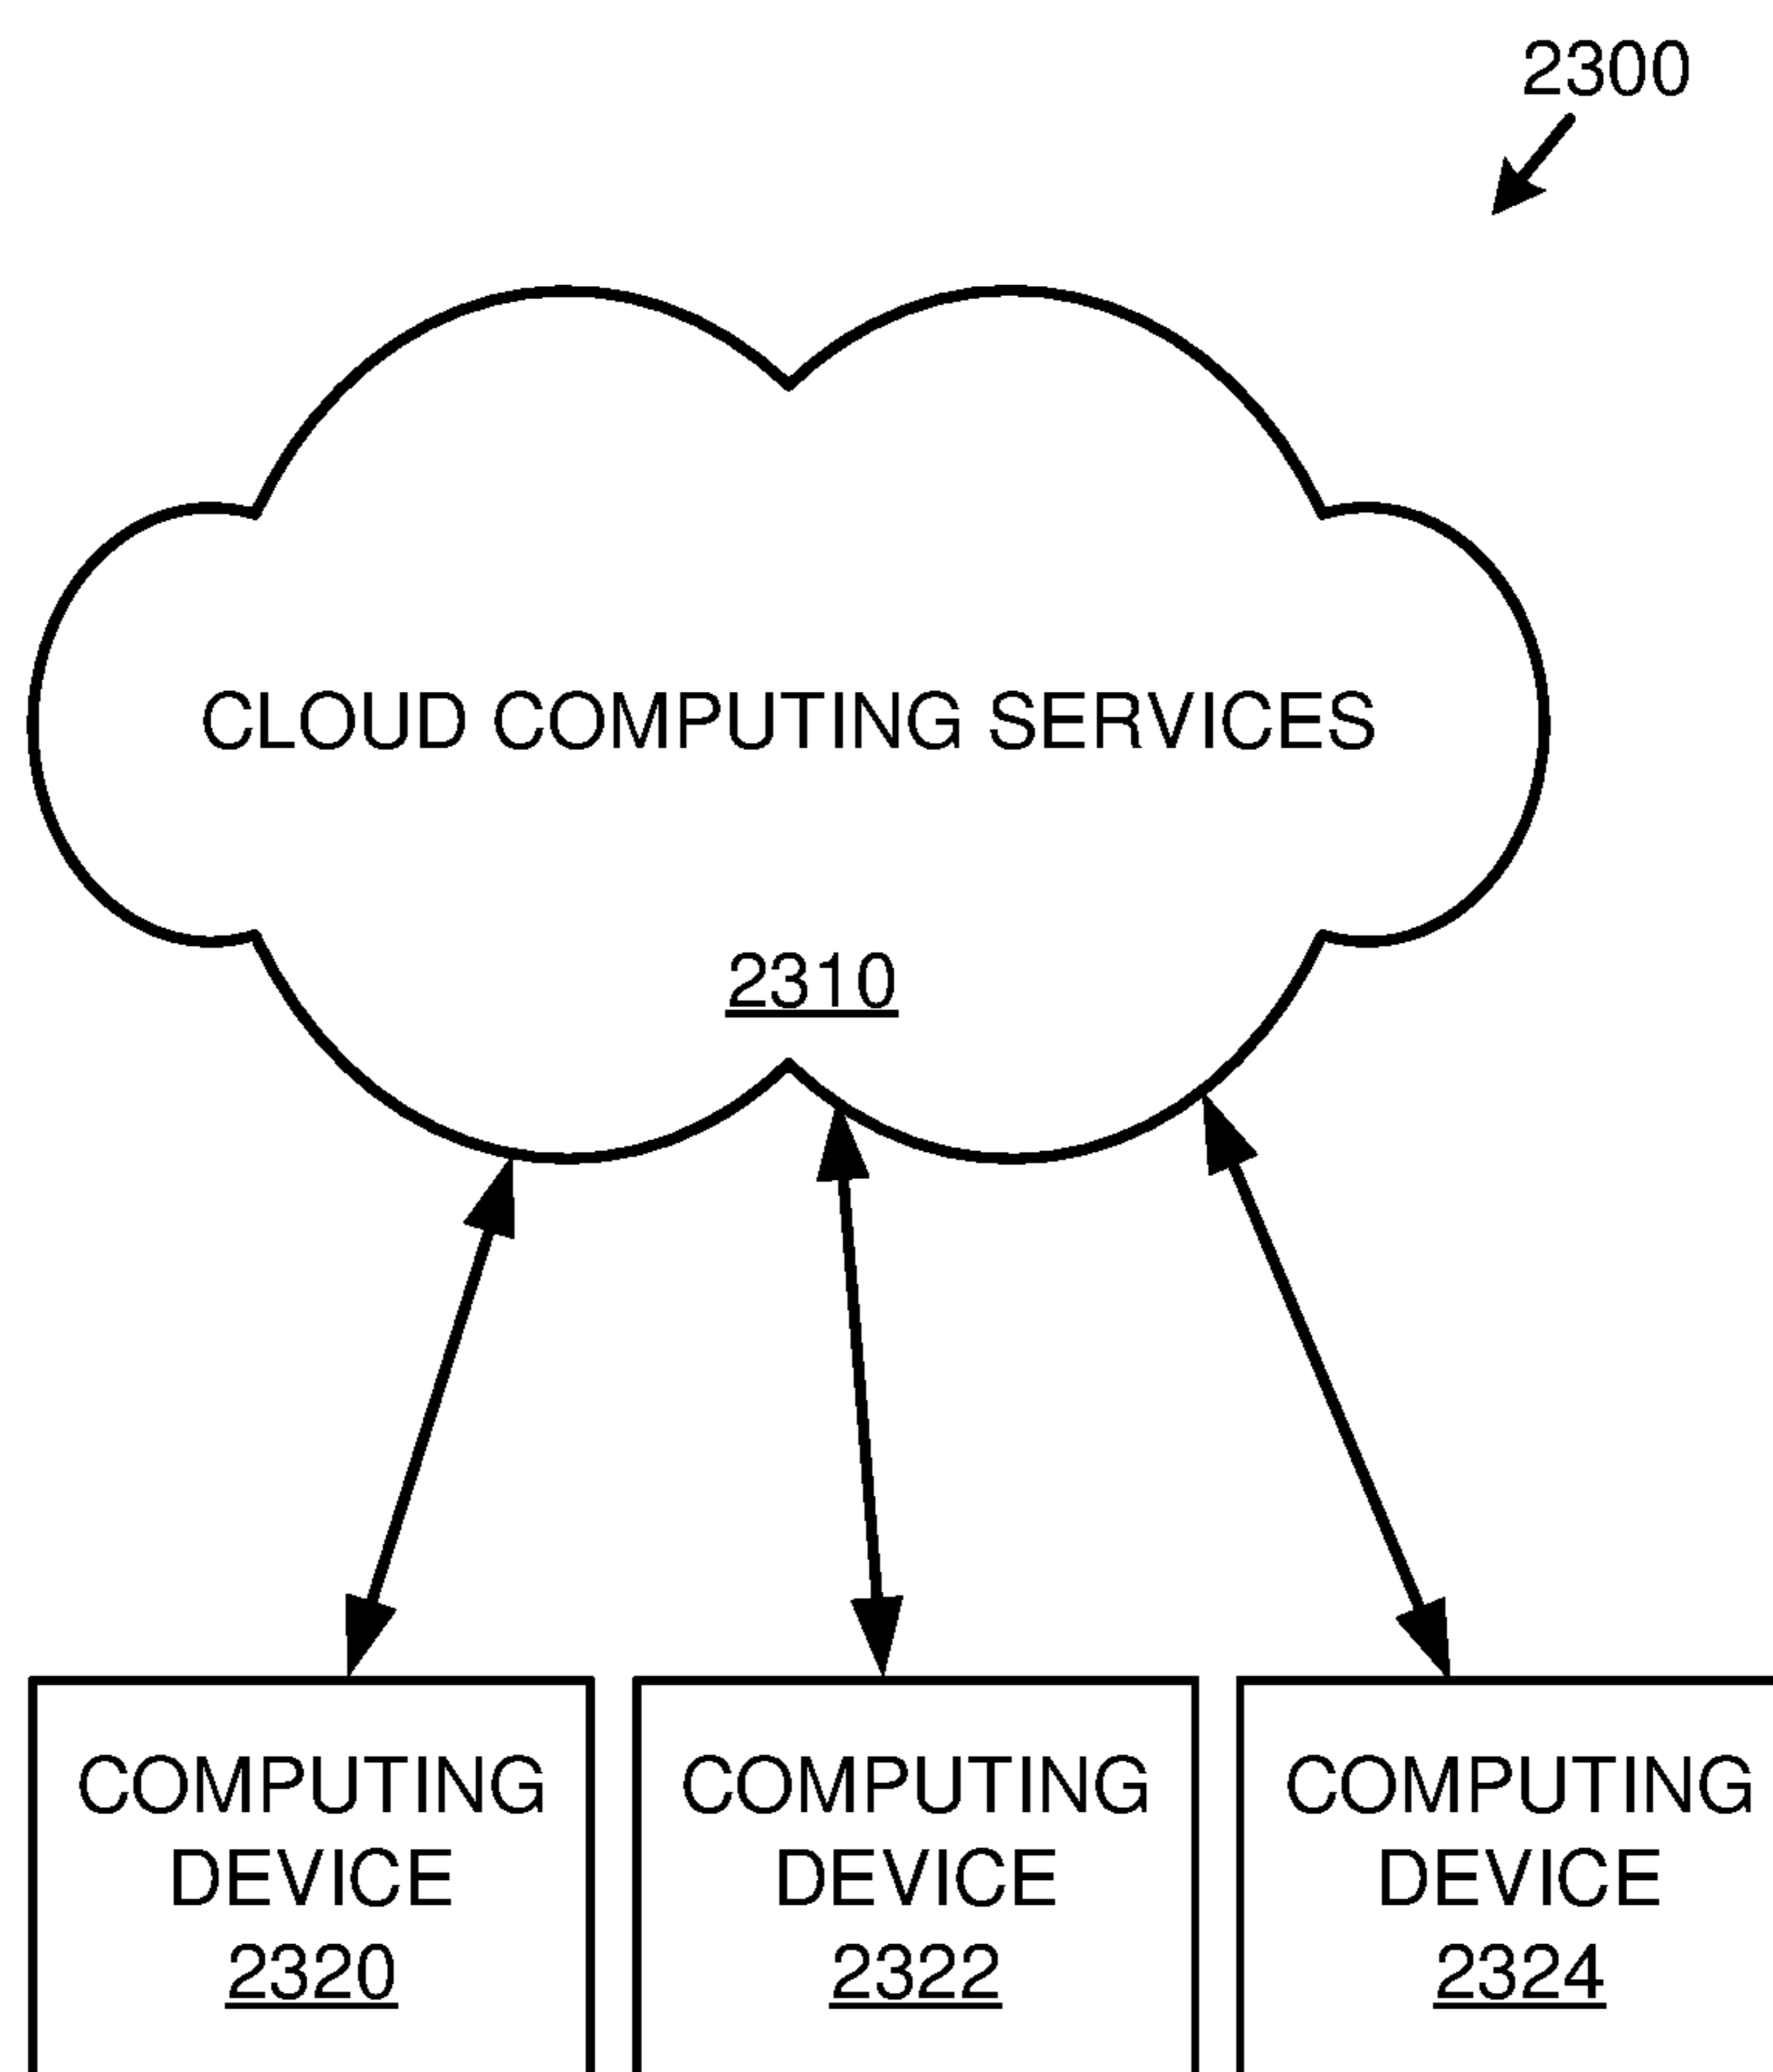 2300
CLOUD COMPUTING SERVICES
2310
COMPUTING
DEVICE
2320
COMPUTING
DEVICE
2322
COMPUTING
DEVICE
2324